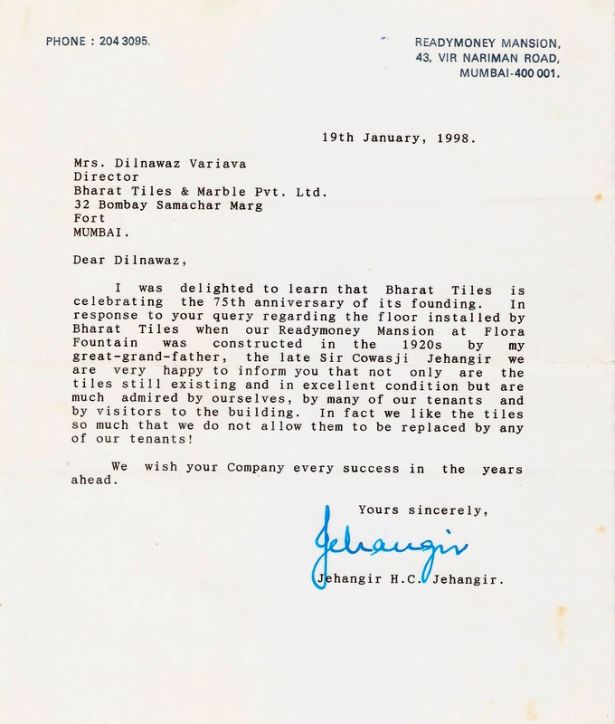 PHONE : 204 3095.
READYMONEY MANSION,
43, VIR NARIMAN ROAD,
MUMBAI-400 001.
19th January, 1998.
Mrs. Dilnawaz Variava
Director
Bharat Tiles & Marble Pvt. Ltd.
32 Bombay Samachar Marg
Fort
MUMBAI.
Dear Dilnawaz,
I was delighted to learn that Bharat Tiles is
celebrating the 75th anniversary of its founding. In
response to your query regarding the floor installed by
Bharat Tiles when our Readymoney Mansion at Flora
Fountain was constructed in the 1920s by my
great-grand-father, the late Sir Cowasji Jehangir we
are very happy to inform you that not only are the
tiles still existing and in excellent condition but are
much admired by ourselves, by many of our tenants and
by visitors to the building. In fact we like the tiles
so much that we do not allow them to be replaced by any
of our tenants!
We wish your Company every success in the years
ahead.
Yours sincerely,
Jehangir
Jehangir H.C. Jehangir.